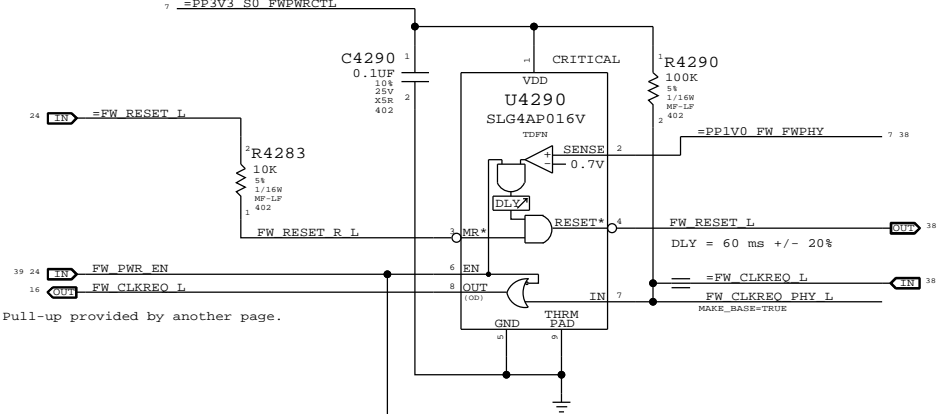 7 =PP3V3_S0_FWPWRCTL
C4290 1
0.1UF
10%
25V
X5R
402
2
1
CRITICAL
VDD
U4290
SLG4AP016V
TDFN
1 R4290
100K
5%
1/16W
MF-LF
402
2
24 IN =FW_RESET_L
2 R4283
10K
5%
1/16W
MF-LF
402
1
SENSE 2
=PP1V0_FW_FWPHY 7 38
+
- 0.7V
DLY
RESET* 4 FW_RESET_L OUT 38
FW_RESET_R_L 3 MR*
DLY = 60 ms +/- 20%
39 24 IN FW_PWR_EN 6 EN
=FW_CLKREQ_L IN 38
16 OUT FW_CLKREQ_L 8 OUT
(OD)
IN 7 FW_CLKREQ_PHY_L
MAKE_BASE=TRUE
Pull-up provided by another page.
GND
THRM
PAD
5
9